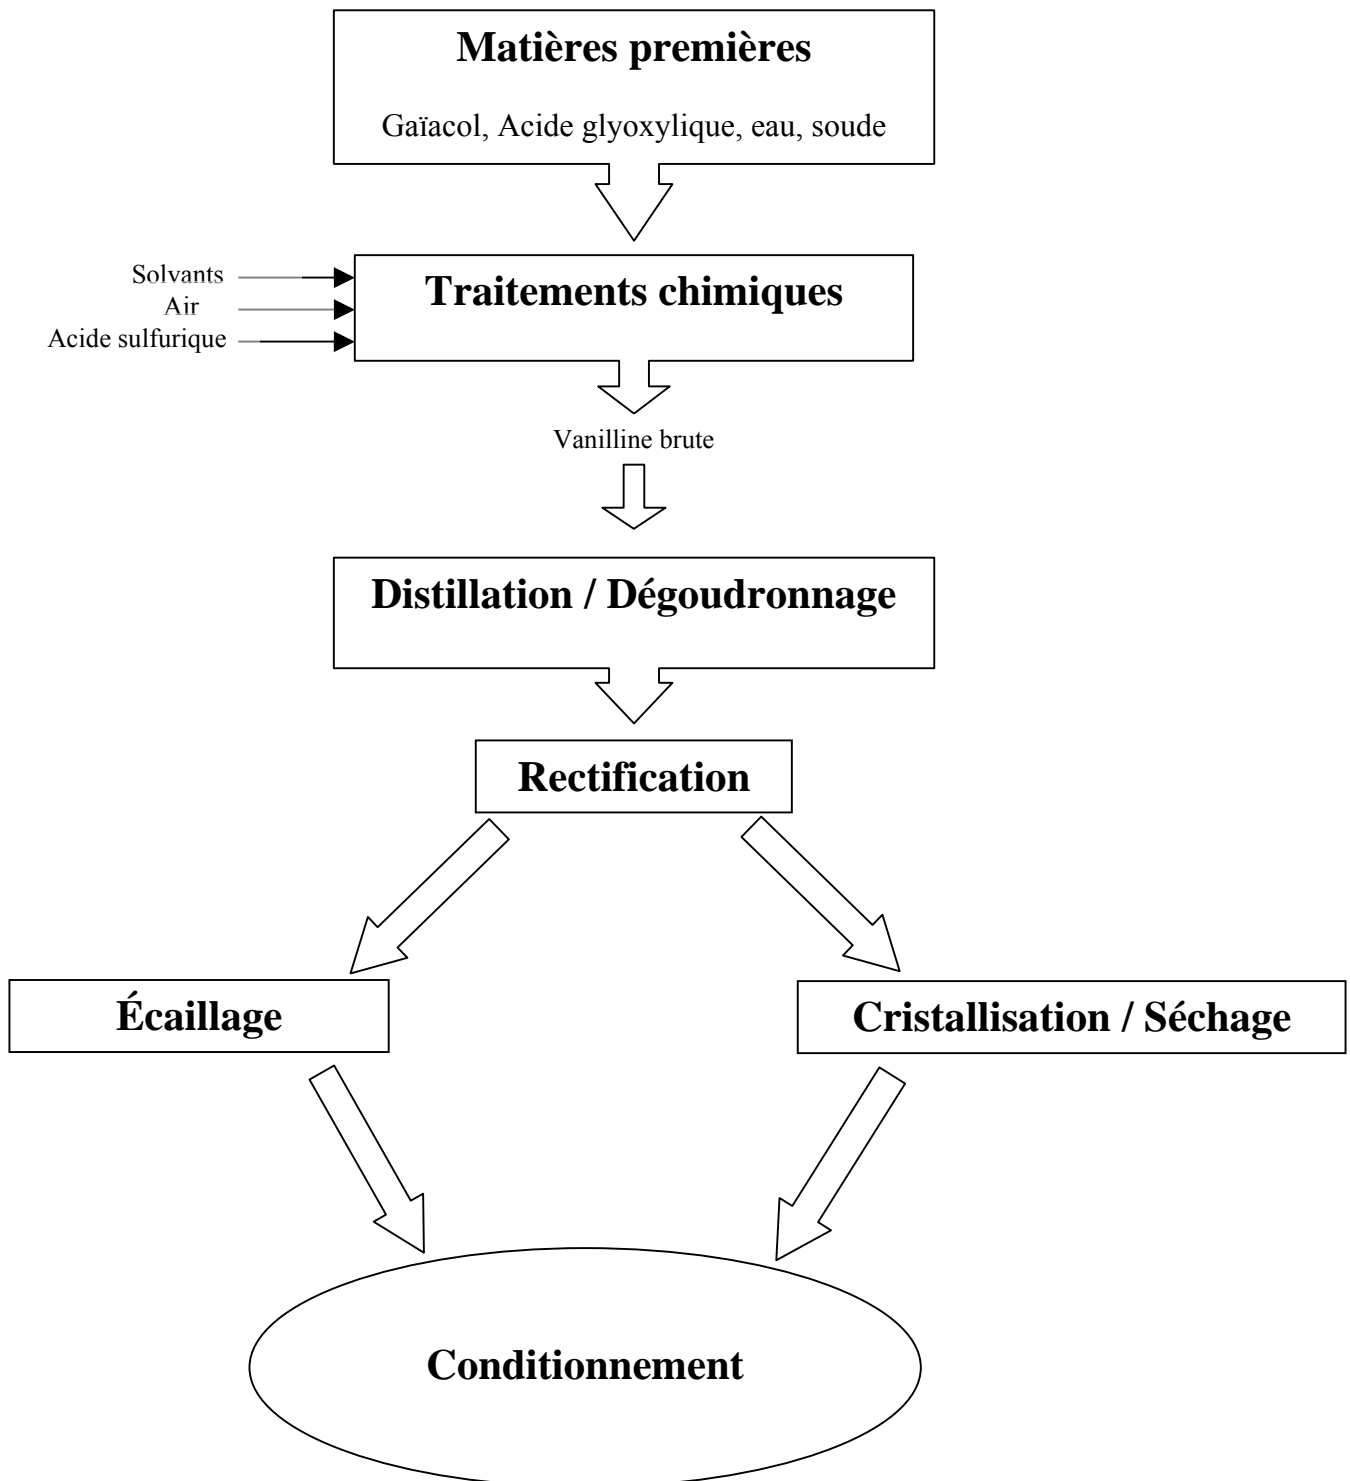 Matières premières
Gaïacol, Acide glyoxylique, eau, soude
Solvants
Air
Acide sulfurique
Traitements chimiques
Vanilline brute
Distillation / Dégoudronnage
Rectification
Écaillage
Cristallisation / Séchage
Conditionnement